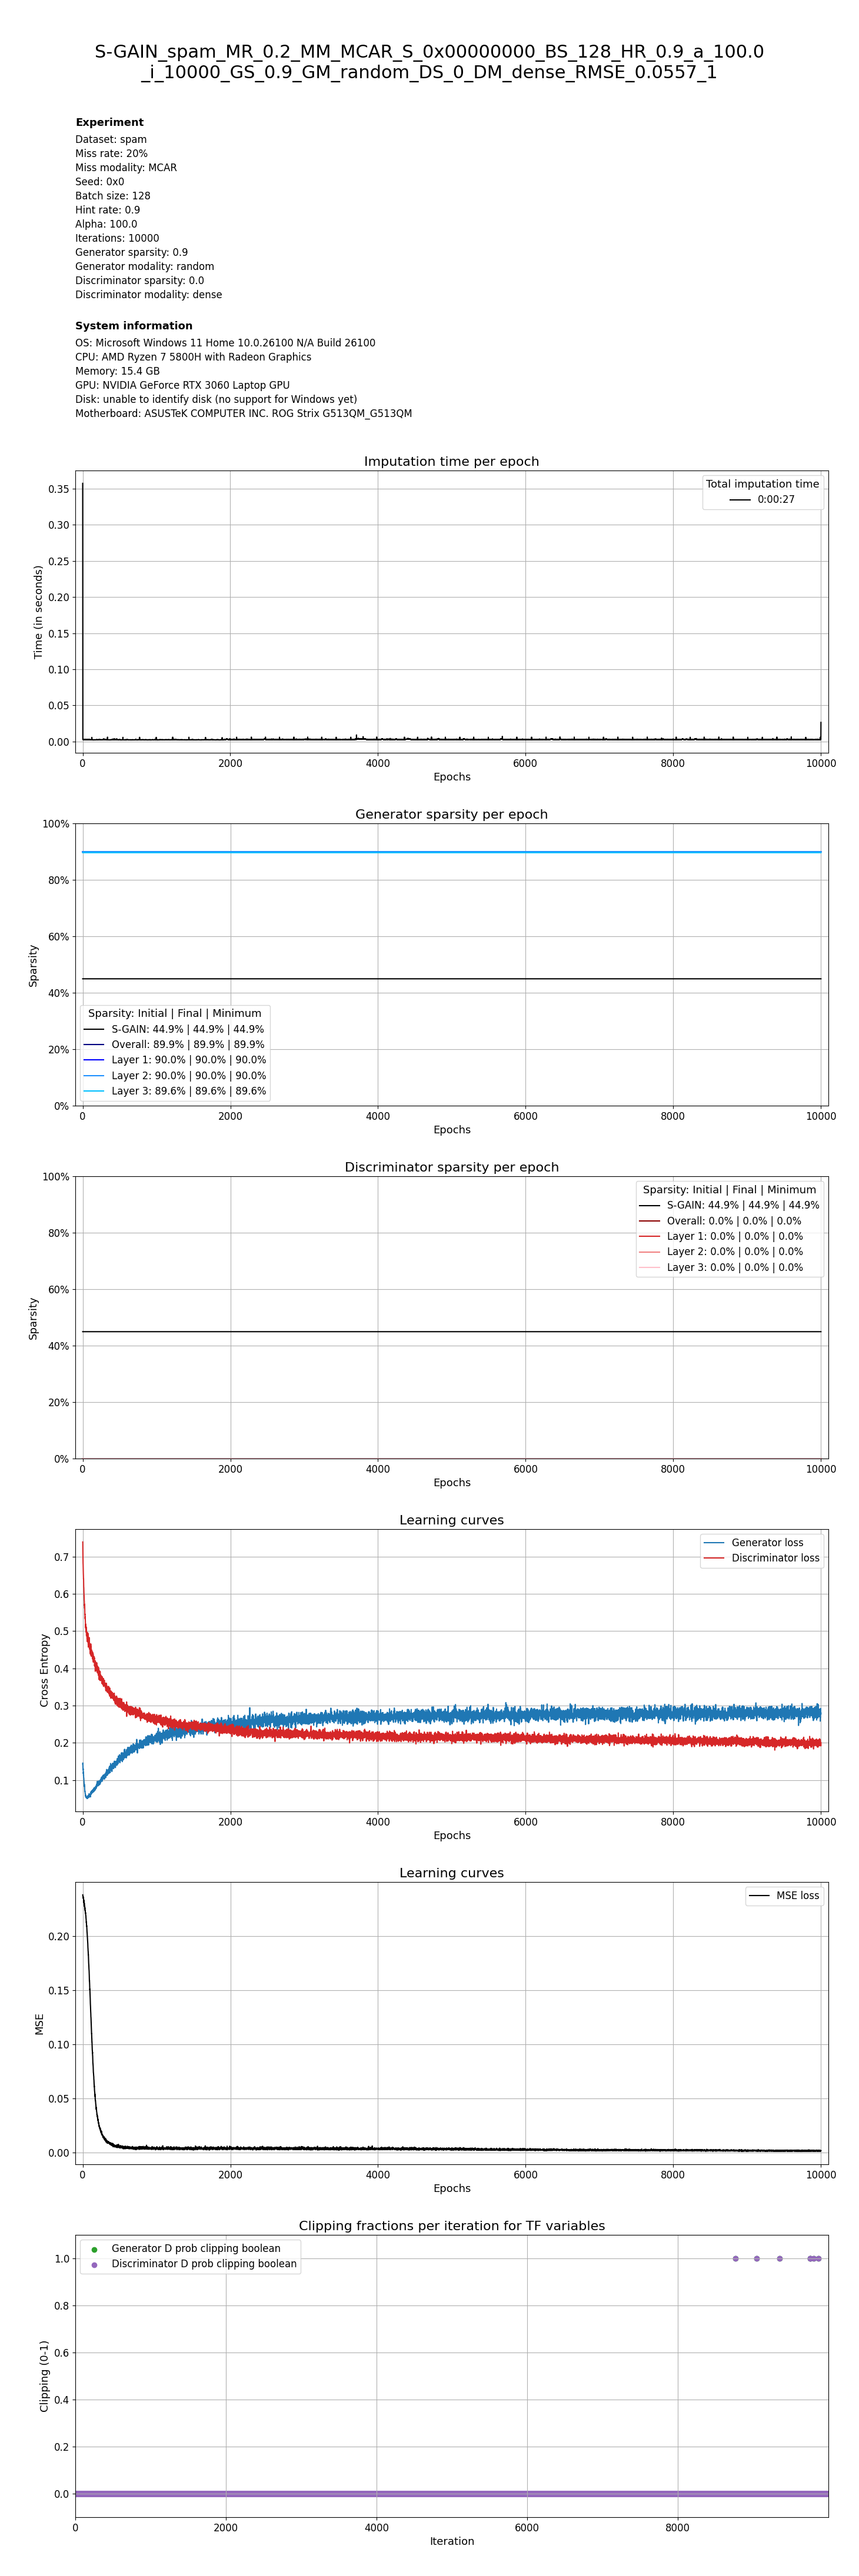 S-GAIN_spam_MR_0.2_MM_MCAR_S_0x00000000_BS_128_HR_0.9_a_100.0
_i_10000_GS_0.9_GM_random_DS_0_DM_dense_RMSE_0.0557_1
Experiment
Dataset: spam
Miss rate: 20%
Miss modality: MCAR
Seed: 0x0
Batch size: 128
Hint rate: 0.9
Alpha: 100.0
Iterations: 10000
Generator sparsity: 0.9
Generator modality: random
Discriminator sparsity: 0.0
Discriminator modality: dense
System information
OS: Microsoft Windows 11 Home 10.0.26100 N/A Build 26100
CPU: AMD Ryzen 7 5800H with Radeon Graphics
Memory: 15.4 GB
GPU: NVIDIA GeForce RTX 3060 Laptop GPU
Disk: unable to identify disk (no support for Windows yet)
Motherboard: ASUSTeK COMPUTER INC. ROG Strix G513QM_G513QM
Imputation time per epoch
Total imputation time
0:00:27
Time (in seconds)
0.35
0.30
0.25
0.20
0.15
0.10
0.05
0.00
0 2000 4000 6000 8000 10000
Epochs
Generator sparsity per epoch
Sparsity
100%
80%
60%
40%
20%
0%
Sparsity: Initial | Final | Minimum
S-GAIN: 44.9% | 44.9% | 44.9%
Overall: 89.9% | 89.9% | 89.9%
Layer 1: 90.0% | 90.0% | 90.0%
Layer 2: 90.0% | 90.0% | 90.0%
Layer 3: 89.6% | 89.6% | 89.6%
0 2000 4000 6000 8000 10000
Epochs
Discriminator sparsity per epoch
Sparsity
100%
80%
60%
40%
20%
0%
Sparsity: Initial | Final | Minimum
S-GAIN: 44.9% | 44.9% | 44.9%
Overall: 0.0% | 0.0% | 0.0%
Layer 1: 0.0% | 0.0% | 0.0%
Layer 2: 0.0% | 0.0% | 0.0%
Layer 3: 0.0% | 0.0% | 0.0%
0 2000 4000 6000 8000 10000
Epochs
Learning curves
Cross Entropy
0.7
0.6
0.5
0.4
0.3
0.2
0.1
Generator loss
Discriminator loss
0 2000 4000 6000 8000 10000
Epochs
Learning curves
MSE
0.20
0.15
0.10
0.05
0.00
MSE loss
0 2000 4000 6000 8000 10000
Epochs
Clipping fractions per iteration for TF variables
Clipping (0-1)
1.0
0.8
0.6
0.4
0.2
0.0
Generator D prob clipping boolean
Discriminator D prob clipping boolean
0 2000 4000 6000 8000
Iteration